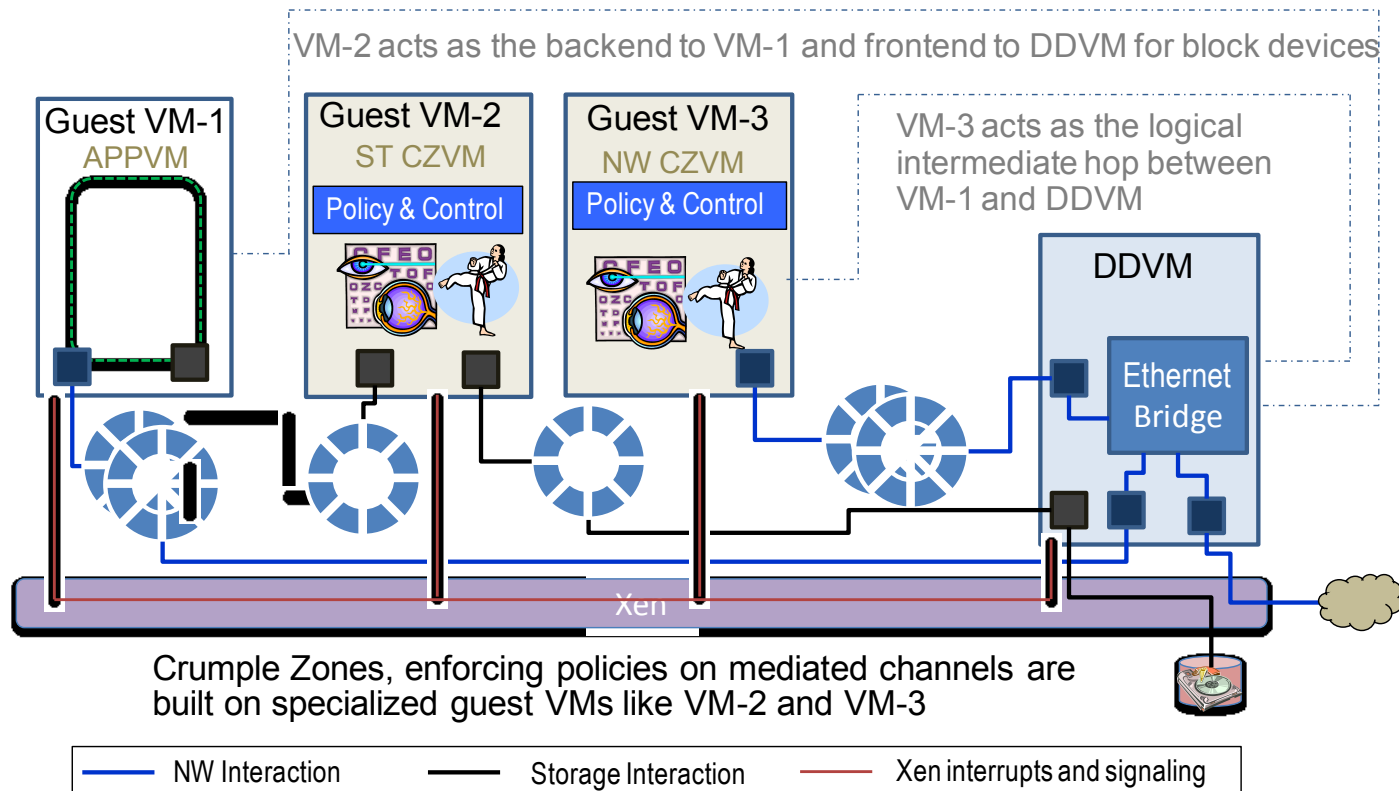 VM-2 acts as the backend to VM-1 and frontend to DDVM for block devices
Guest VM-1
APPVM
Guest VM-2
ST CZVM
Policy & Control
Guest VM-3
NW CZVM
Policy & Control
VM-3 acts as the logical
intermediate hop between
VM-1 and DDVM
DDVM
Ethernet
Bridge
Xen
Crumple Zones, enforcing policies on mediated channels are
built on specialized guest VMs like VM-2 and VM-3
NW Interaction
Storage Interaction
Xen interrupts and signaling